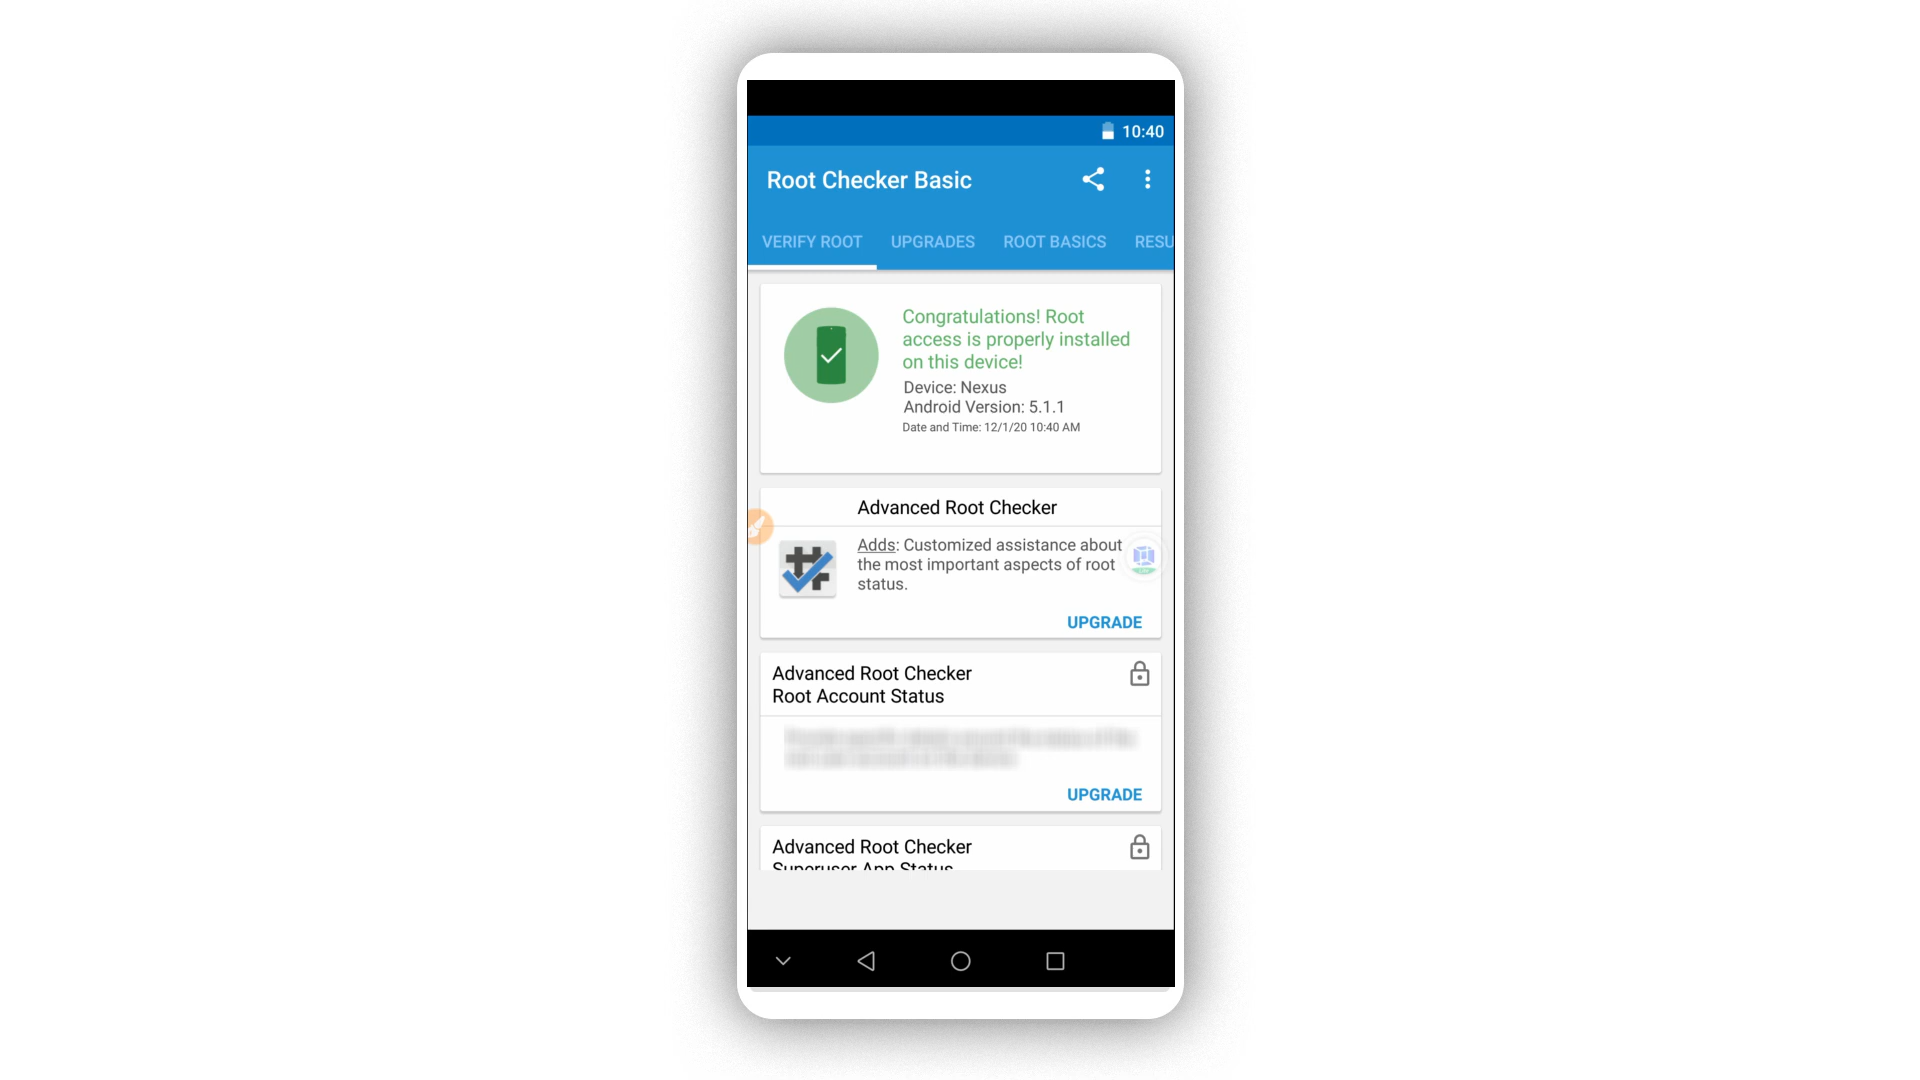 10:40
Root Checker Basic
VERIFY ROOT UPGRADES ROOT BASICS RESU
Congratulations! Root
access is properly installed
on this device!
Device: Nexus
Android Version: 5.1.1
Date and Time: 12/1/20 10:40 AM
Advanced Root Checker
Adds: Customized assistance about
the most important aspects of root
status.
UPGRADE
Advanced Root Checker
Root Account Status
UPGRADE
Advanced Root Checker
Superuser App Status